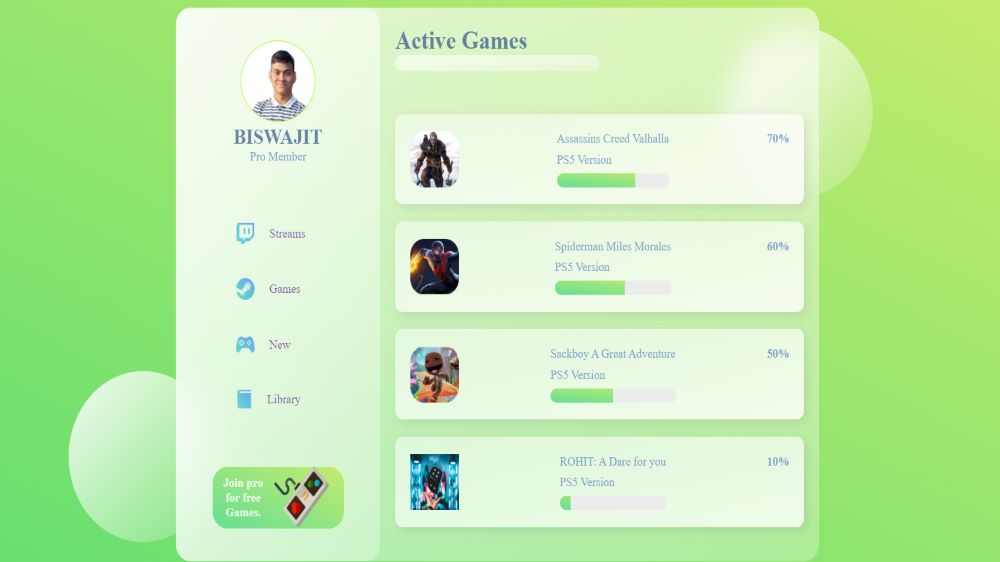 BISWAJIT
Pro Member
Streams
Games
New
Library
Join pro
for free
Games.
Active Games
Assassins Creed Valhalla
70%
PS5 Version
Spiderman Miles Morales
60%
PS5 Version
Sackboy A Great Adventure
50%
PS5 Version
ROHIT: A Dare for you
10%
PS5 Version